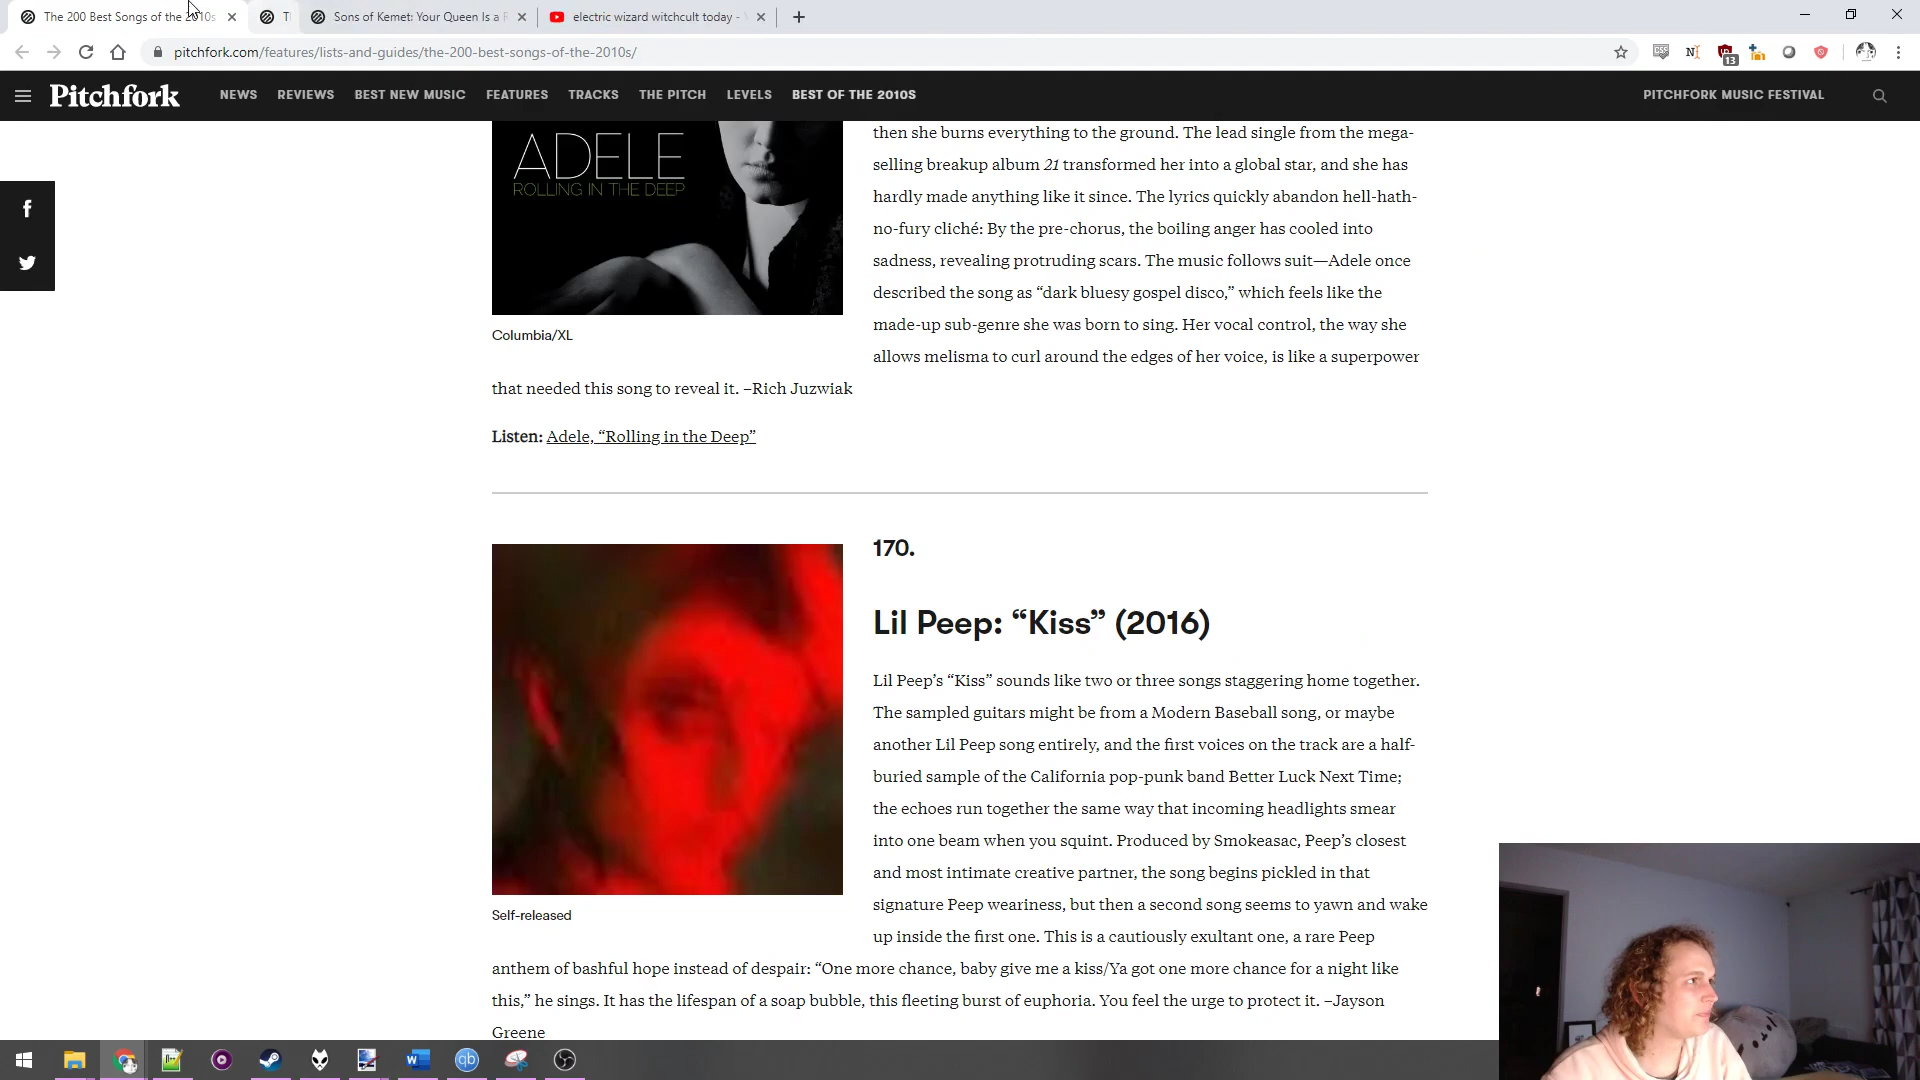 The 200 Best Songs of the 2010s
Sons of Kemet: Your Queen Is a R
electric wizard witchcult today -
pitchfork.com/features/lists-and-guides/the-200-best-songs-of-the-2010s/
13
Pitchfork
NEWS REVIEWS BEST NEW MUSIC FEATURES TRACKS THE PITCH LEVELS BEST OF THE 2010S PITCHFORK MUSIC FESTIVAL
ADELE
ROLLING IN THE DEEP
Columbia/XL
then she burns everything to the ground. The lead single from the mega-
selling breakup album 21 transformed her into a global star, and she has
hardly made anything like it since. The lyrics quickly abandon hell-hath-
no-fury cliché: By the pre-chorus, the boiling anger has cooled into
sadness, revealing protruding scars. The music follows suit—Adele once
described the song as “dark bluesy gospel disco,” which feels like the
made-up sub-genre she was born to sing. Her vocal control, the way she
allows melisma to curl around the edges of her voice, is like a superpower
that needed this song to reveal it. –Rich Juzwiak
Listen: Adele, “Rolling in the Deep”
170.
Lil Peep: “Kiss” (2016)
Self-released
Lil Peep’s “Kiss” sounds like two or three songs staggering home together.
The sampled guitars might be from a Modern Baseball song, or maybe
another Lil Peep song entirely, and the first voices on the track are a half-
buried sample of the California pop-punk band Better Luck Next Time;
the echoes run together the same way that incoming headlights smear
into one beam when you squint. Produced by Smokeasac, Peep’s closest
and most intimate creative partner, the song begins pickled in that
signature Peep weariness, but then a second song seems to yawn and wake
up inside the first one. This is a cautiously exultant one, a rare Peep
anthem of bashful hope instead of despair: “One more chance, baby give me a kiss/Ya got one more chance for a night like
this,” he sings. It has the lifespan of a soap bubble, this fleeting burst of euphoria. You feel the urge to protect it. –Jayson
Greene